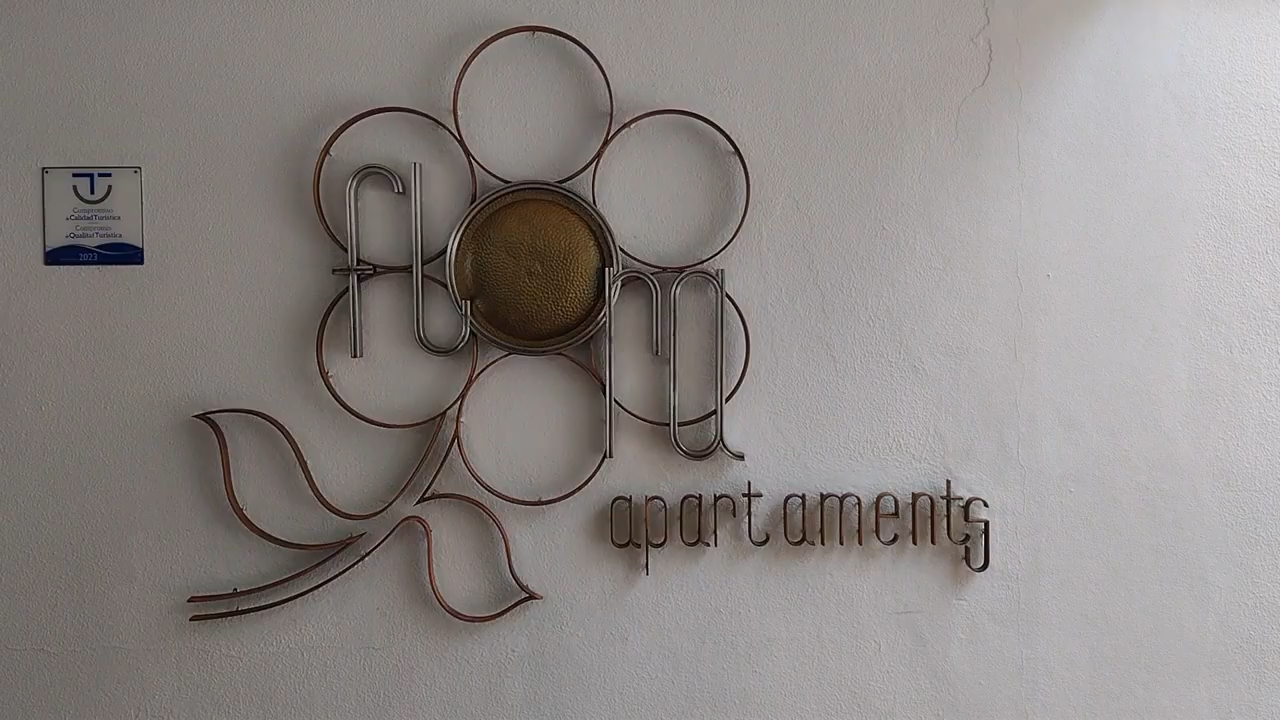 Compromiso
de Calidad Turística
Compromís
de Qualitat Turística
2023
flora
apartaments